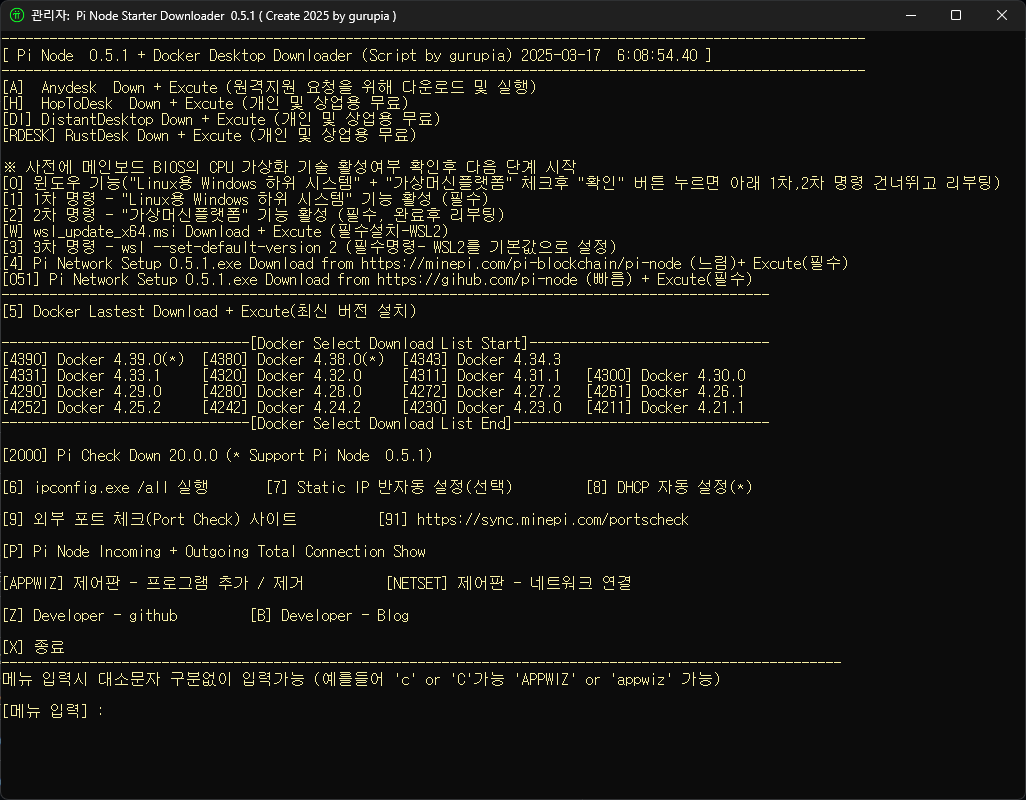 관리자: Pi Node Starter Downloader 0.5.1 ( Create 2025 by gurupia )
------------------------------------------------------------------------------------------------------------
[ Pi Node  0.5.1 + Docker Desktop Downloader (Script by gurupia) 2025-03-17  6:08:54.40 ]
------------------------------------------------------------------------------------------------------------
[A]  Anydesk  Down + Excute (원격지원 요청을 위해 다운로드 및 실행)
[H]  HopToDesk  Down + Excute (개인 및 상업용 무료)
[DI] DistantDesktop Down + Excute (개인 및 상업용 무료)
[RDESK] RustDesk Down + Excute (개인 및 상업용 무료)
※ 사전에 메인보드 BIOS의 CPU 가상화 기술 활성여부 확인후 다음 단계 시작
[0] 윈도우 기능("Linux용 Windows 하위 시스템" + "가상머신플랫폼" 체크후 "확인" 버튼 누르면 아래 1차,2차 명령 건너뛰고 리부팅)
[1] 1차 명령 - "Linux용 Windows 하위 시스템" 기능 활성 (필수)
[2] 2차 명령 - "가상머신플랫폼" 기능 활성 (필수, 완료후 리부팅)
[W] wsl_update_x64.msi Download + Excute (필수설치-WSL2)
[3] 3차 명령 - wsl --set-default-version 2 (필수명령- WSL2를 기본값으로 설정)
[4] Pi Network Setup 0.5.1.exe Download from https://minepi.com/pi-blockchain/pi-node (느림)+ Excute(필수)
[051] Pi Network Setup 0.5.1.exe Download from https://gihub.com/pi-node (빠름) + Excute(필수)
------------------------------------------------------------------------------------------------
[5] Docker Lastest Download + Excute(최신 버전 설치)
-------------------------------[Docker Select Download List Start]------------------------------
[4390] Docker 4.39.0(*)  [4380] Docker 4.38.0(*)  [4343] Docker 4.34.3
[4331] Docker 4.33.1     [4320] Docker 4.32.0     [4311] Docker 4.31.1   [4300] Docker 4.30.0
[4290] Docker 4.29.0     [4280] Docker 4.28.0     [4272] Docker 4.27.2   [4261] Docker 4.26.1
[4252] Docker 4.25.2     [4242] Docker 4.24.2     [4230] Docker 4.23.0   [4211] Docker 4.21.1
-------------------------------[Docker Select Download List End]--------------------------------
[2000] Pi Check Down 20.0.0 (* Support Pi Node  0.5.1)
[6] ipconfig.exe /all 실행       [7] Static IP 반자동 설정(선택)         [8] DHCP 자동 설정(*)
[9] 외부 포트 체크(Port Check) 사이트          [91] https://sync.minepi.com/portscheck
[P] Pi Node Incoming + Outgoing Total Connection Show
[APPWIZ] 제어판 - 프로그램 추가 / 제거          [NETSET] 제어판 - 네트워크 연결
[Z] Developer - github         [B] Developer - Blog
[X] 종료
---------------------------------------------------------------------------------------------------------
메뉴 입력시 대소문자 구분없이 입력가능 (예를들어 'c' or 'C'가능 'APPWIZ' or 'appwiz' 가능)
[메뉴 입력] :